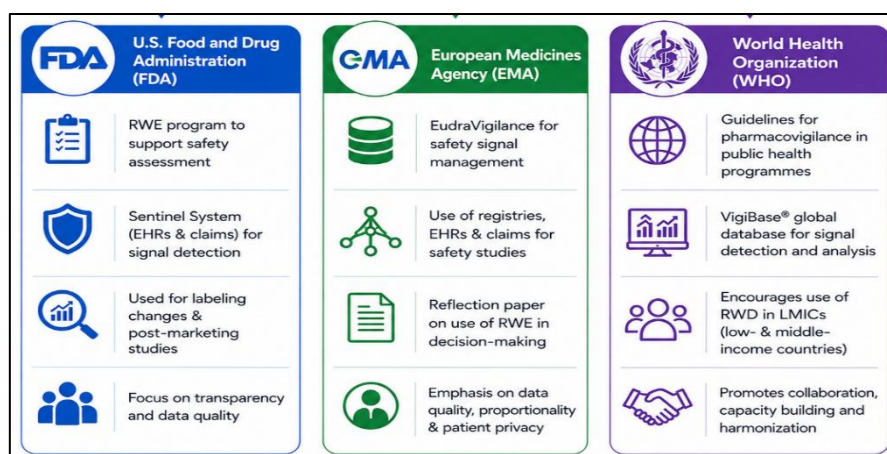 FDA
U.S. Food and Drug
Administration
(FDA)
RWE program to
support safety
assessment
Sentinel System
(EHRs & claims) for
signal detection
Used for labeling
changes &
post-marketing
studies
Focus on transparency
and data quality
GMA
European Medicines
Agency (EMA)
EudraVigilance for
safety signal
management
Use of registries,
EHRs & claims for
safety studies
Reflection paper
on use of RWE in
decision-making
Emphasis on data
quality, proportionality
& patient privacy
World Health
Organization
(WHO)
Guidelines for
pharmacovigilance in
public health
programmes
VigiBase® global
database for signal
detection and analysis
Encourages use of
RWD in LMICs
(low- & middle-
income countries)
Promotes collaboration,
capacity building and
harmonization